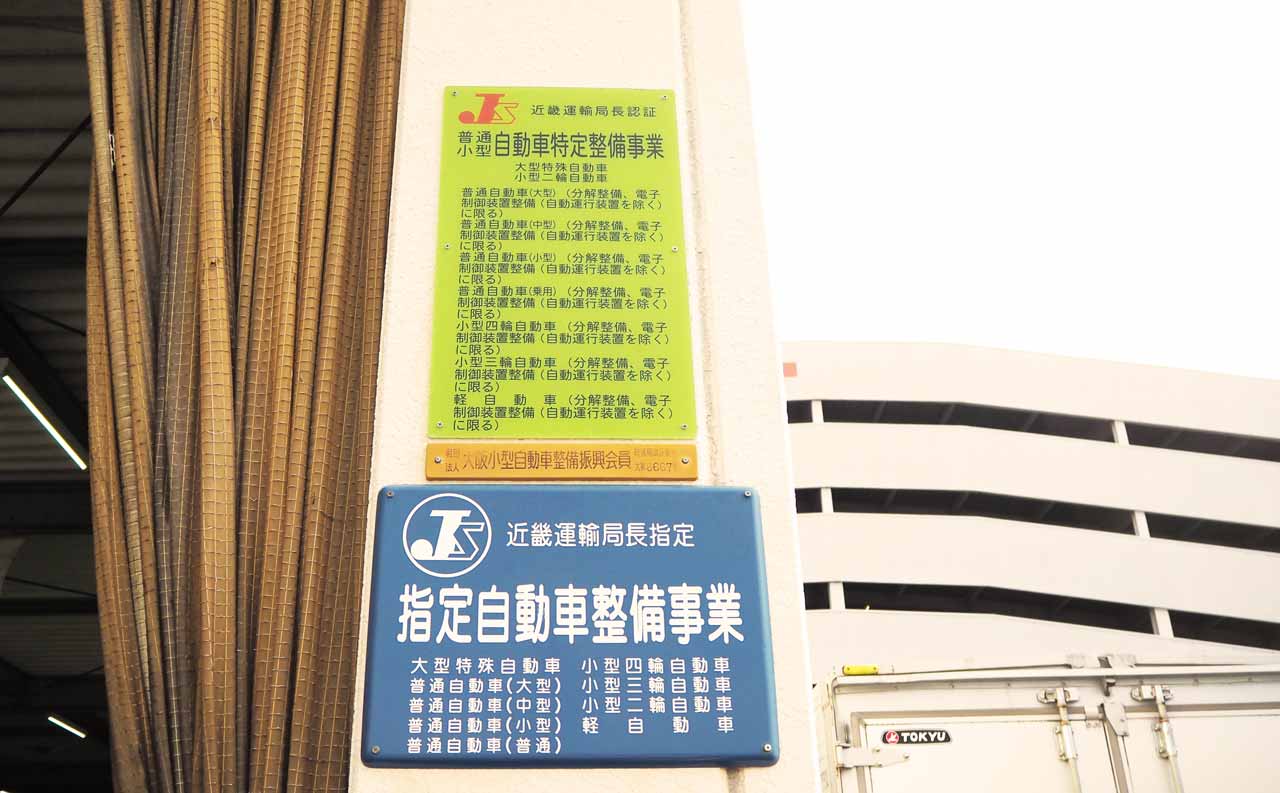 JS 近畿運輸局長認証
普通
小型 自動車特定整備事業
大型特殊自動車
小型二輪自動車
普通自動車(大型)(分解整備、電子
制御装置整備(自動運行装置を除く)
に限る)
普通自動車(中型)(分解整備、電子
制御装置整備(自動運行装置を除く)
に限る)
普通自動車(小型)(分解整備、電子
制御装置整備(自動運行装置を除く)
に限る)
普通自動車(乗用)(分解整備、電子
制御装置整備(自動運行装置を除く)
に限る)
小型四輪自動車(分解整備、電子
制御装置整備(自動運行装置を除く)
に限る)
小型三輪自動車(分解整備、電子
制御装置整備(自動運行装置を除く)
に限る)
軽自動車(分解整備、電子
制御装置整備(自動運行装置を除く)
に限る)
社団
法人 大阪小型自動車整備振興会員
JS 近畿運輸局長指定
指定自動車整備事業
大型特殊自動車 小型四輪自動車
普通自動車(大型) 小型三輪自動車
普通自動車(中型) 小型二輪自動車
普通自動車(小型) 軽自動車
普通自動車(普通)
TOKYU